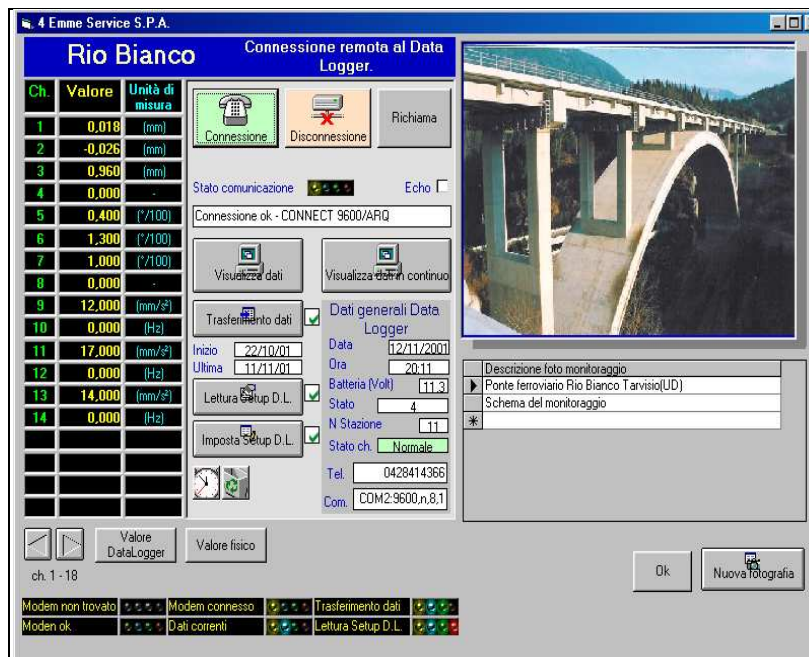 4 Emme Service S.P.A.
Rio Bianco
Connessione remota al Data
Logger.
Ch. Valore Unità di
misura
1 0,018 (mm)
2 -0,026 (mm)
3 0,960 (mm)
4 0,000 -
5 0,400 (°/100)
6 1,300 (°/100)
7 1,000 (°/100)
8 0,000 -
9 12,000 (mm/s²)
10 0,000 (Hz)
11 17,000 (mm/s²)
12 0,000 (Hz)
13 14,000 (mm/s²)
14 0,000 (Hz)
Connessione
Disconnessione
Richiama
Stato comunicazione
Echo
Connessione ok - CONNECT 9600/ARQ
Visualizza dati
Visualizza dati in continuo
Trasferimento dati
Inizio 22/10/01
Ultima 11/11/01
Lettura Setup D.L.
Imposta Setup D.L.
Dati generali Data
Logger
Data 12/11/2001
Ora 20:11
Batteria (Volt) 11,3
Stato 4
N Stazione 11
Stato ch. Normale
Tel. 0428414366
Com. COM2:9600,n,8,1
Descrizione foto monitoraggio
Ponte ferroviario Rio Bianco Tarvisio(UD)
Schema del monitoraggio
Valore
DataLogger
Valore fisico
ch. 1 - 18
Ok
Nuova fotografia
Modem non trovato
Modem connesso
Trasferimento dati
Moden ok
Dati correnti
Lettura Setup D.L.